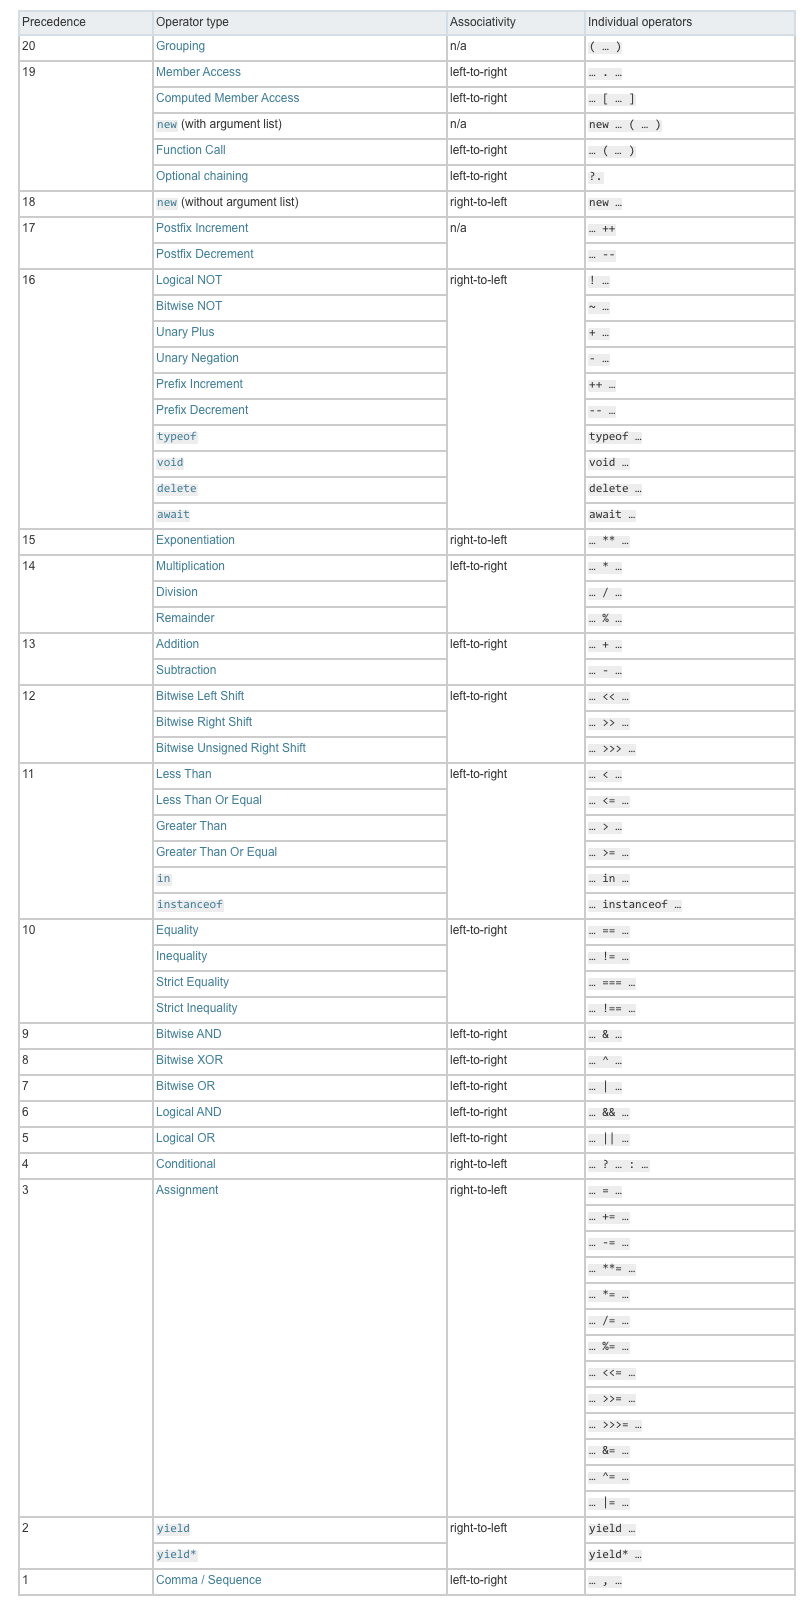 Precedence Operator type Associativity Individual operators
20 Grouping n/a ( … )
19 Member Access left-to-right … . …
Computed Member Access left-to-right … [ … ]
new (with argument list) n/a new … ( … )
Function Call left-to-right … ( … )
Optional chaining left-to-right ?.
18 new (without argument list) right-to-left new …
17 Postfix Increment n/a … ++
Postfix Decrement … --
16 Logical NOT right-to-left ! …
Bitwise NOT ~ …
Unary Plus + …
Unary Negation - …
Prefix Increment ++ …
Prefix Decrement -- …
typeof typeof …
void void …
delete delete …
await await …
15 Exponentiation right-to-left … ** …
14 Multiplication left-to-right … * …
Division … / …
Remainder … % …
13 Addition left-to-right … + …
Subtraction … - …
12 Bitwise Left Shift left-to-right … << …
Bitwise Right Shift … >> …
Bitwise Unsigned Right Shift … >>> …
11 Less Than left-to-right … < …
Less Than Or Equal … <= …
Greater Than … > …
Greater Than Or Equal … >= …
in … in …
instanceof … instanceof …
10 Equality left-to-right … == …
Inequality … != …
Strict Equality … === …
Strict Inequality … !== …
9 Bitwise AND left-to-right … & …
8 Bitwise XOR left-to-right … ^ …
7 Bitwise OR left-to-right … | …
6 Logical AND left-to-right … && …
5 Logical OR left-to-right … || …
4 Conditional right-to-left … ? … : …
3 Assignment right-to-left … = …
… += …
… -= …
… **= …
… *= …
… /= …
… %= …
… <<= …
… >>= …
… >>>= …
… &= …
… ^= …
… |= …
2 yield right-to-left yield …
yield* yield* …
1 Comma / Sequence left-to-right … , …